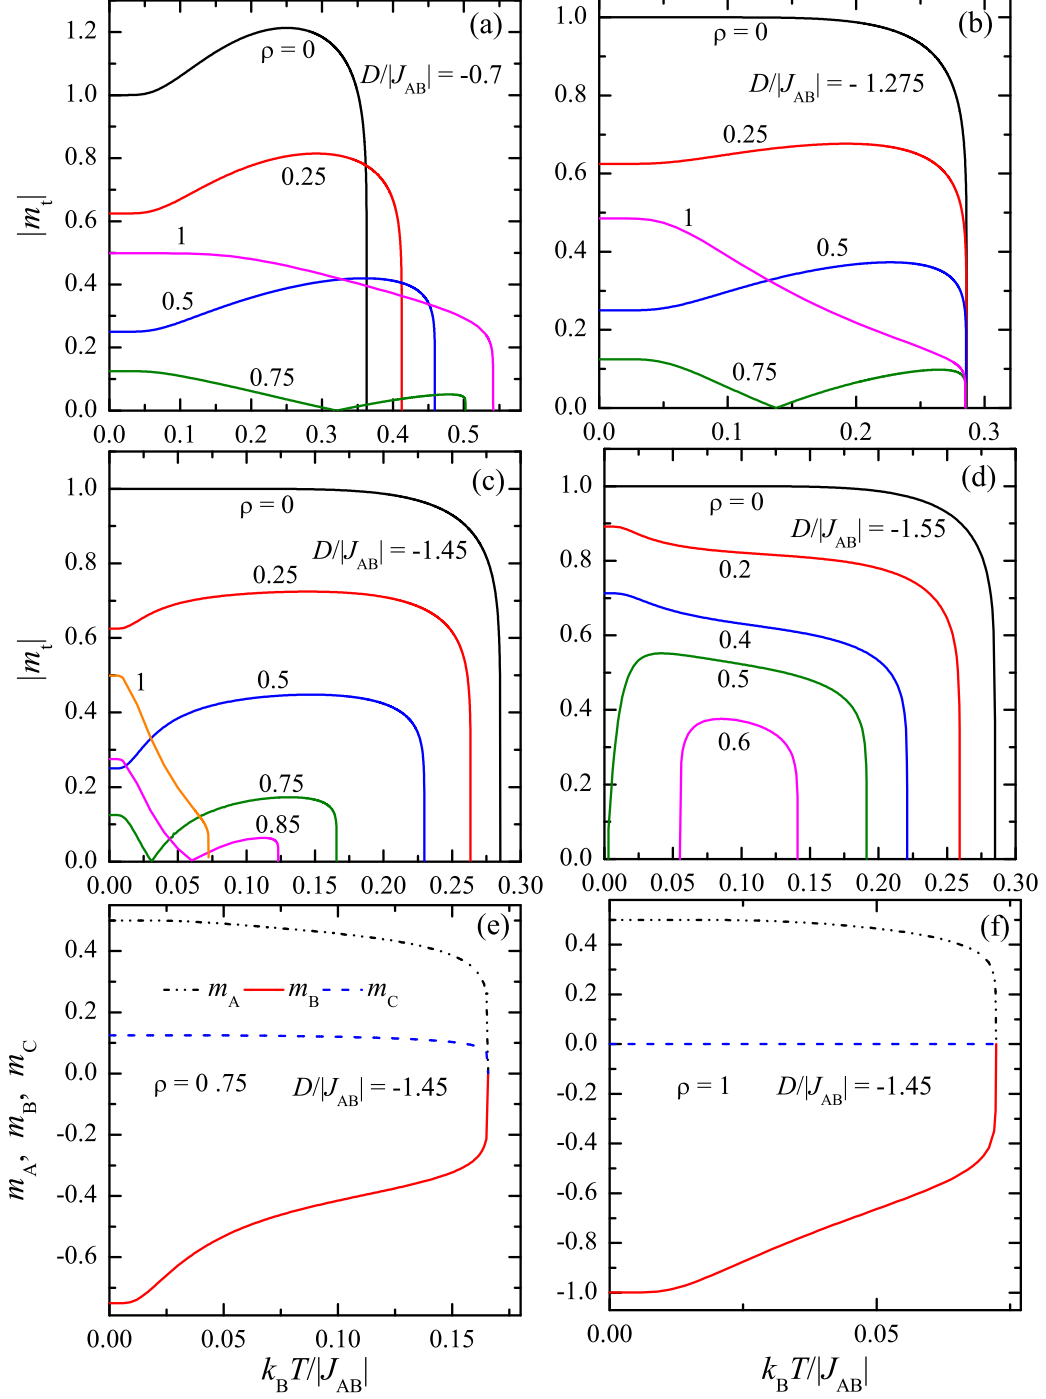 (a)
ρ = 0
D/|J_AB| = -0.7
0.25
1
0.5
0.75
1.2
1.0
0.8
0.6
0.4
0.2
0.0
0.0 0.1 0.2 0.3 0.4 0.5
|m_t|
(b)
ρ = 0
D/|J_AB| = - 1.275
0.25
1
0.5
0.75
1.0
0.8
0.6
0.4
0.2
0.0
0.0 0.1 0.2 0.3
(c)
ρ = 0
D/|J_AB| = -1.45
0.25
1
0.5
0.75
0.85
1.0
0.8
0.6
0.4
0.2
0.0
0.00 0.05 0.10 0.15 0.20 0.25 0.30
|m_t|
(d)
ρ = 0
D/|J_AB| = -1.55
0.2
0.4
0.5
0.6
1.0
0.8
0.6
0.4
0.2
0.0
0.00 0.05 0.10 0.15 0.20 0.25 0.30
(e)
m_A m_B m_C
ρ = 0 .75 D/|J_AB| = -1.45
0.4
0.2
0.0
-0.2
-0.4
-0.6
0.00 0.05 0.10 0.15
m_A, m_B, m_C
k_BT/|J_AB|
(f)
ρ = 1 D/|J_AB| = -1.45
0.4
0.2
0.0
-0.2
-0.4
-0.6
-0.8
-1.0
0.00 0.05
k_BT/|J_AB|